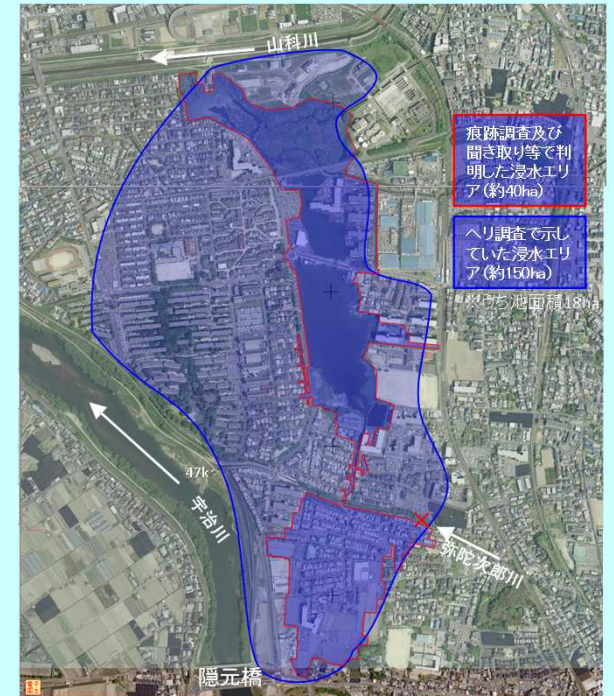 山科川
痕跡調査及び
聞き取り等で判
明した浸水エリ
ア(約40ha)
ヘリ調査で示し
ていた浸水エリ
ア(約150ha)
※うち池面積18ha
47k
宇治川
弥陀次郎川
隠元橋